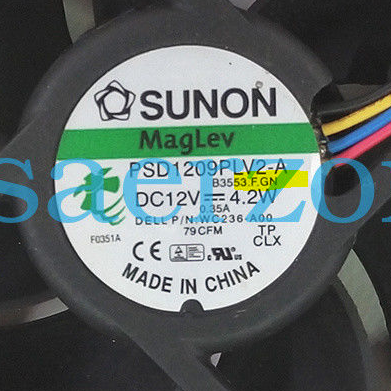 SUNON
MagLev
PSD1209PLV2-A
B3553.F.GN
DC12V⎓4.2W
0.35A
DELL P/N:WC236-A00
79CFM
TP
F0351A
CLX
CE
MADE IN CHINA